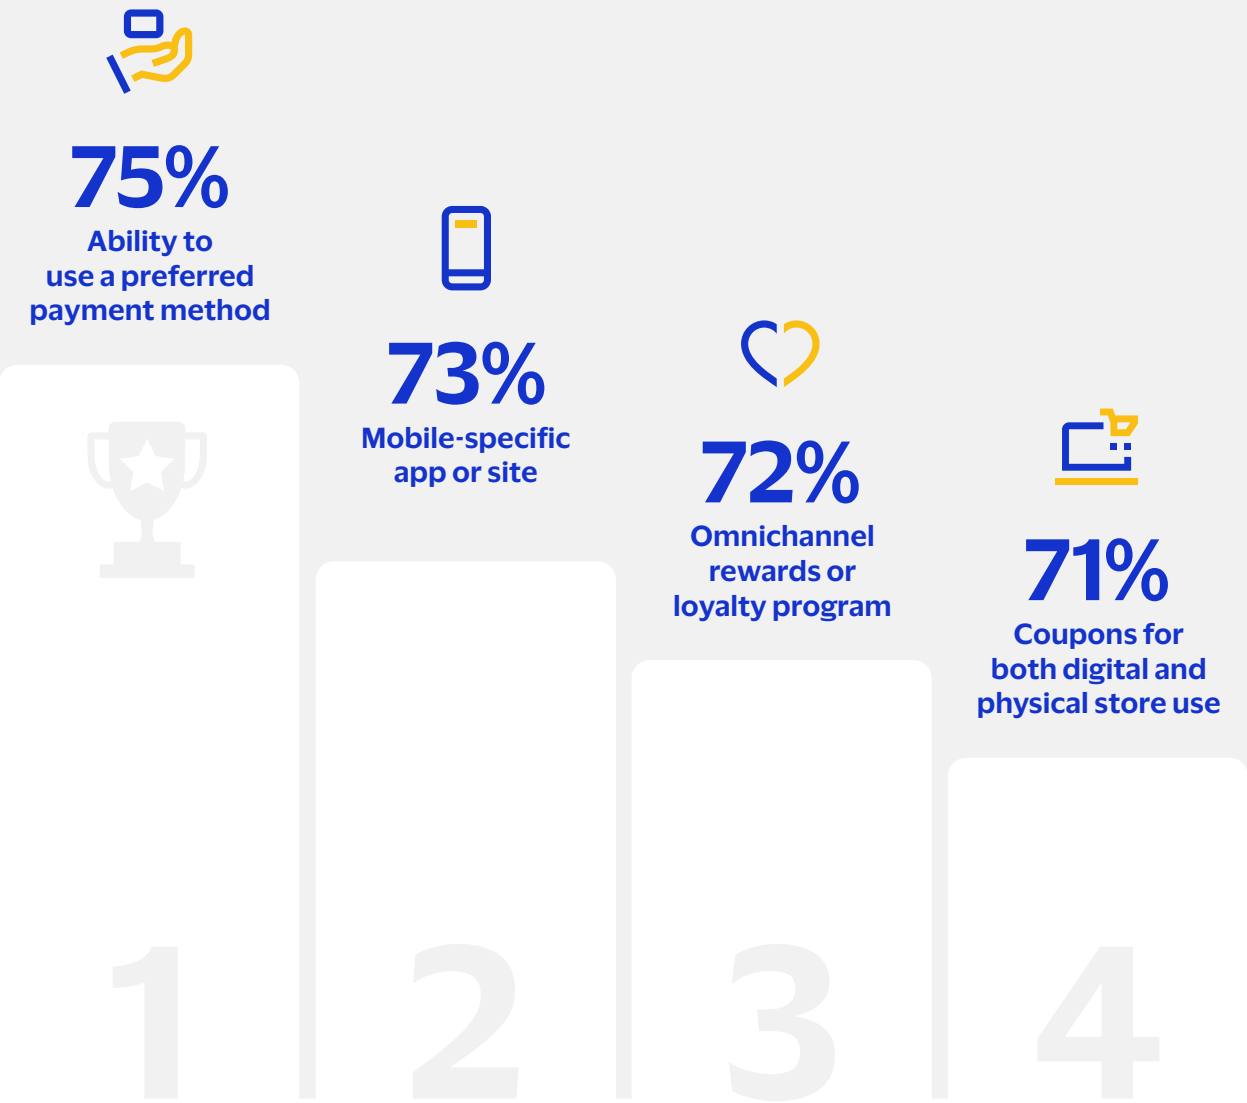 75%
Ability to
use a preferred
payment method
73%
Mobile-specific
app or site
72%
Omnichannel
rewards or
loyalty program
71%
Coupons for
both digital and
physical store use
1
2
3
4